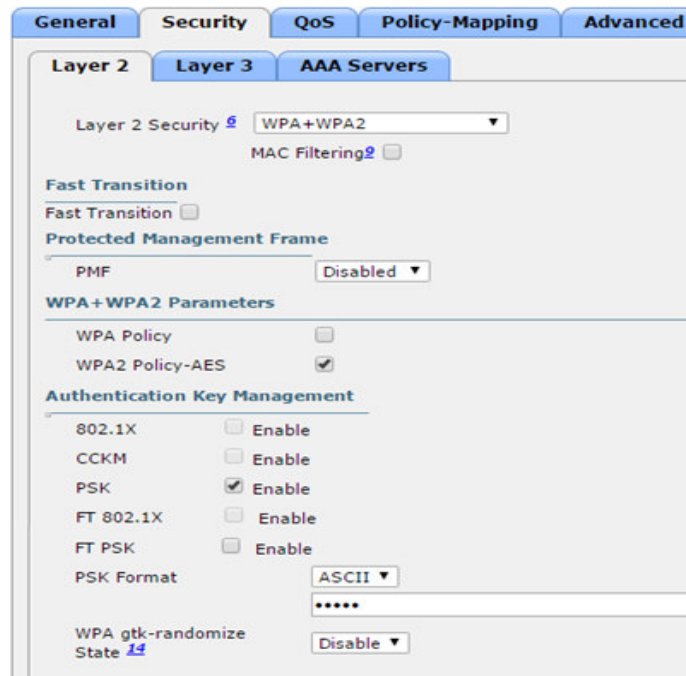 General Security QoS Policy-Mapping Advanced
Layer 2 Layer 3 AAA Servers
Layer 2 Security 6 WPA+WPA2
MAC Filtering9
Fast Transition
Fast Transition
Protected Management Frame
PMF Disabled
WPA+WPA2 Parameters
WPA Policy
WPA2 Policy-AES
Authentication Key Management
802.1X Enable
CCKM Enable
PSK Enable
FT 802.1X Enable
FT PSK Enable
PSK Format ASCII
•••••
WPA gtk-randomize
State 14 Disable